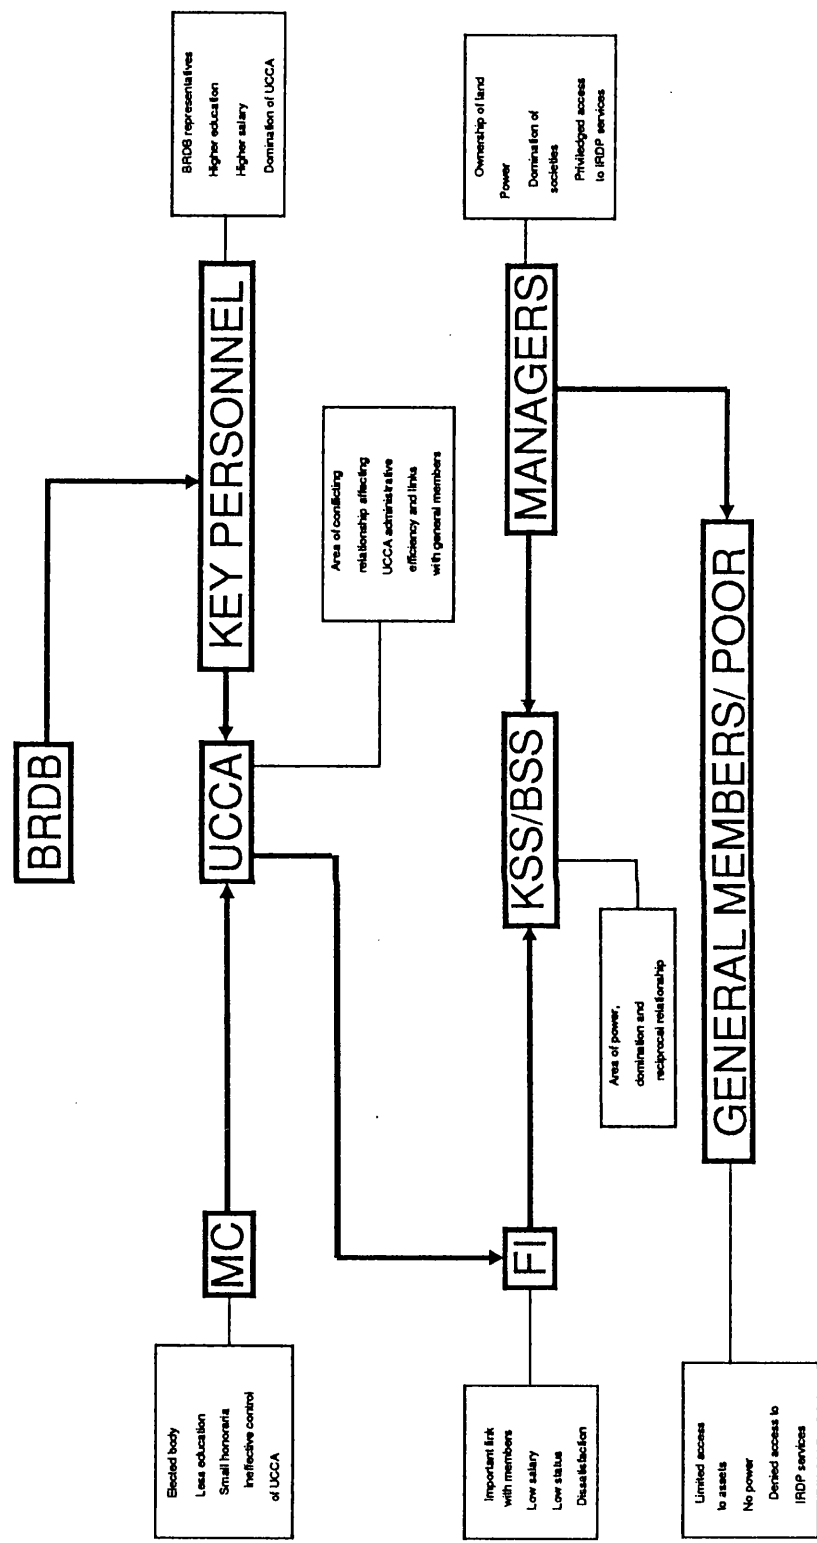 BRDB
Elected body
Less education
Small honoraria
Ineffective control
of UCCA
MC
UCCA
KEY PERSONNEL
BRDB representatives
Higher education
Higher salary
Domination of UCCA
Area of conflicting
relationship affecting
UCCA administrative
efficiency and links
with general members
Important link
with members
Low salary
Low status
Dissatisfaction
FI
KSS/BSS
MANAGERS
Ownership of land
Power
Domination of
societies
Priviledged access
to IRDP services
Area of power,
domination and
reciprocal relationship
Limited access
to assets
No power
Denied access to
IRDP services
GENERAL MEMBERS/ POOR